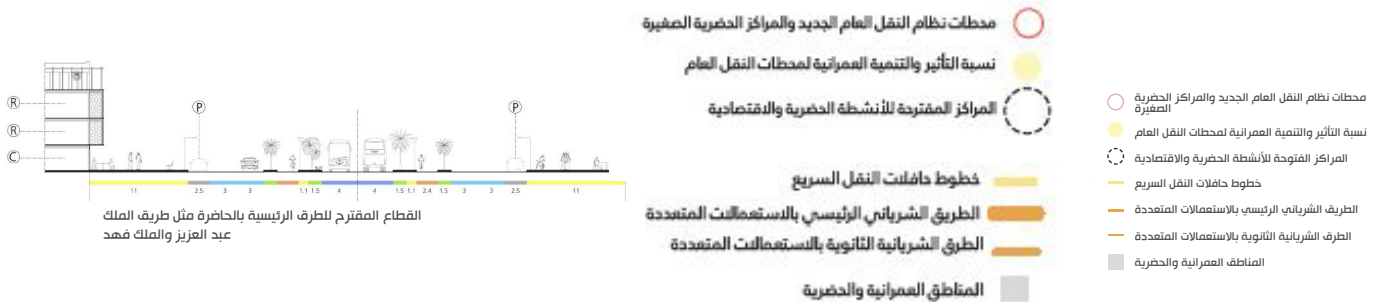 محطات نظام النقل العام الجديد والمراكز الحضرية الصغيرة
نسبة التأثير والتنمية العمرانية لمحطات النقل العام
المراكز المقترحة للأنشطة الحضرية والاقتصادية
خطوط حافلات النقل السريع
الطريق الشرياني الرئيسي بالاستعمالات المتعددة
الطرق الشريانية الثانوية بالاستعمالات المتعددة
المناطق العمرانية والحضرية
محطات نظام النقل العام الجديد والمراكز الحضرية
الصغيرة
نسبة التأثير والتنمية العمرانية لمحطات النقل العام
المراكز الفتوحة للأنشطة الحضرية والاقتصادية
خطوط حافلات النقل السريع
الطريق الشرياني الرئيسي بالاستعمالات المتعددة
الطرق الشريانية الثانوية بالاستعمالات المتعددة
المناطق العمرانية والحضرية
R
R
C
P
P
11 2.5 3 3 1.1 1.5 4 4 1.5 1.1 2.4 1.5 3 3 2.5 11
القطاع المقترح للطرق الرئيسية بالحاضرة مثل طريق الملك
عبد العزيز والملك فهد